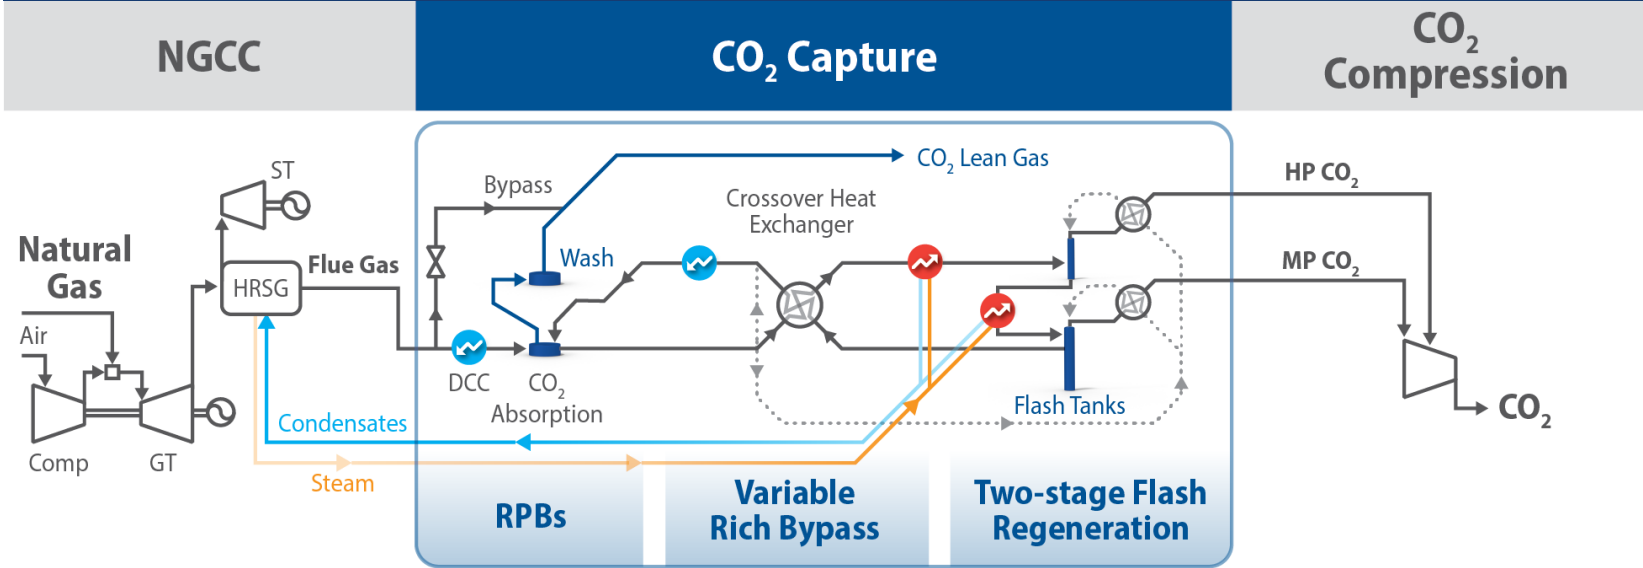 NGCC
CO₂ Capture
CO₂
Compression
ST
Natural
Gas
Air
HRSG
Flue Gas
Comp
GT
Condensates
Steam
Bypass
Wash
DCC
CO₂
Absorption
CO₂ Lean Gas
Crossover Heat
Exchanger
Flash Tanks
HP CO₂
MP CO₂
CO₂
RPBs
Variable
Rich Bypass
Two-stage Flash
Regeneration